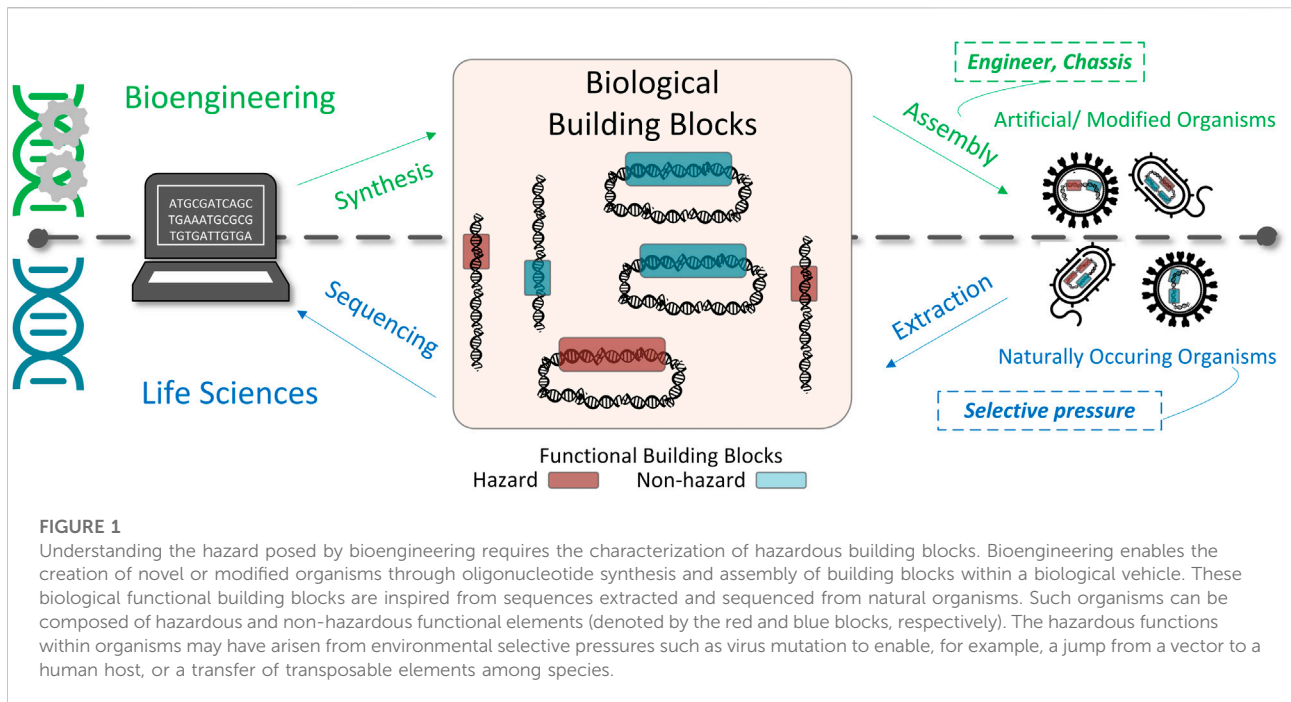 Bioengineering
ATGCGATCAGC
TGAAATGCGCG
TGTGATTGTGA
Synthesis
Sequencing
Life Sciences
Biological
Building Blocks
Functional Building Blocks
Hazard Non-hazard
Engineer, Chassis
Assembly
Artificial/ Modified Organisms
Extraction
Naturally Occuring Organisms
Selective pressure
FIGURE 1
Understanding the hazard posed by bioengineering requires the characterization of hazardous building blocks. Bioengineering enables the
creation of novel or modified organisms through oligonucleotide synthesis and assembly of building blocks within a biological vehicle. These
biological functional building blocks are inspired from sequences extracted and sequenced from natural organisms. Such organisms can be
composed of hazardous and non-hazardous functional elements (denoted by the red and blue blocks, respectively). The hazardous functions
within organisms may have arisen from environmental selective pressures such as virus mutation to enable, for example, a jump from a vector to a
human host, or a transfer of transposable elements among species.